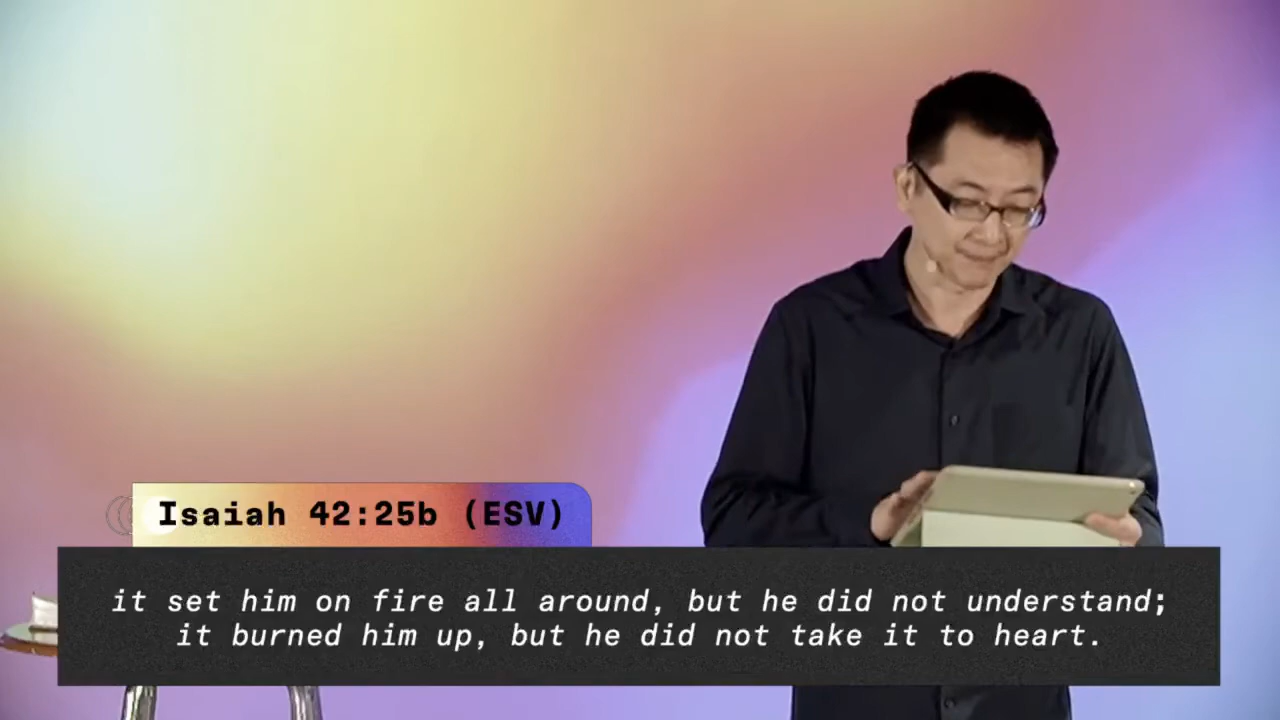 Isaiah 42:25b (ESV)
it set him on fire all around, but he did not understand;
it burned him up, but he did not take it to heart.